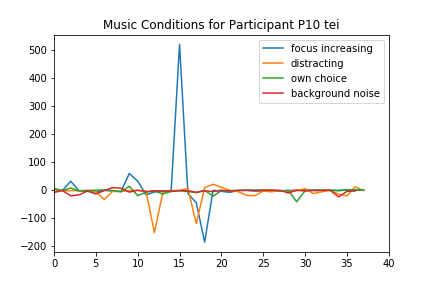 Music Conditions for Participant P10 tei
focus increasing
distracting
own choice
background noise
500
400
300
200
100
0
−100
−200
0 5 10 15 20 25 30 35 40